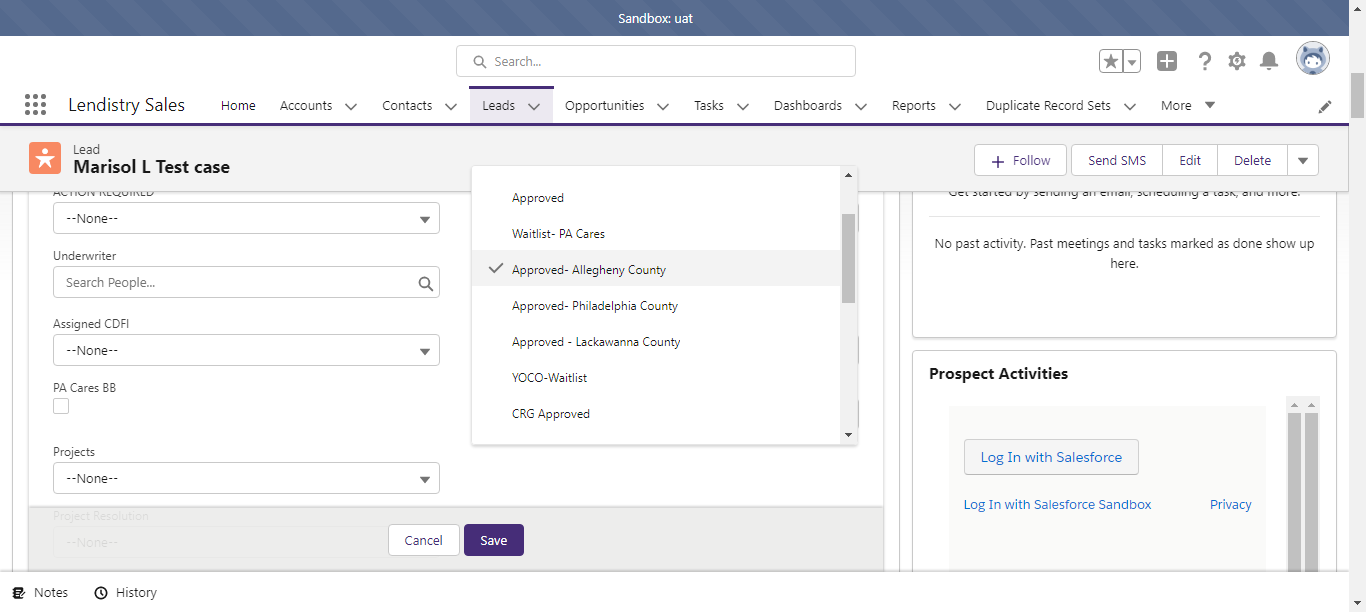 Sandbox: uat
Search...
Lendistry Sales
Home
Accounts
Contacts
Leads
Opportunities
Tasks
Dashboards
Reports
Duplicate Record Sets
More
Lead
Marisol L Test case
Follow
Send SMS
Edit
Delete
ACTION REQUIRED
--None--
Underwriter
Search People...
Assigned CDFI
--None--
PA Cares BB
Projects
--None--
Project Resolution
--None--
Approved
Waitlist- PA Cares
Approved- Allegheny County
Approved- Philadelphia County
Approved - Lackawanna County
YOCO-Waitlist
CRG Approved
Cancel
Save
Get started by sending an email, scheduling a task, and more.
No past activity. Past meetings and tasks marked as done show up
here.
Prospect Activities
Log In with Salesforce
Log In with Salesforce Sandbox
Privacy
Notes
History